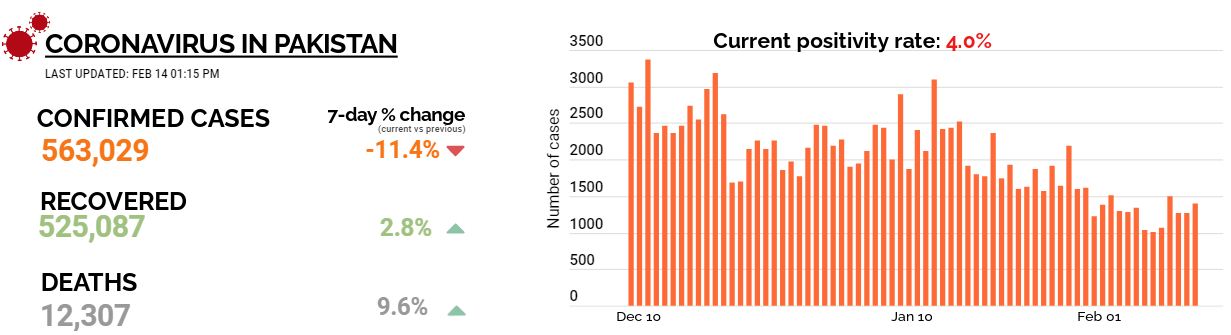 CORONAVIRUS IN PAKISTAN
LAST UPDATED: FEB 14 01:15 PM
CONFIRMED CASES
563,029
7-day % change
(current vs previous)
-11.4%
RECOVERED
525,087
2.8%
DEATHS
12,307
9.6%
Current positivity rate: 4.0%
Number of cases
3500
3000
2500
2000
1500
1000
500
0
Dec 10
Jan 10
Feb 01